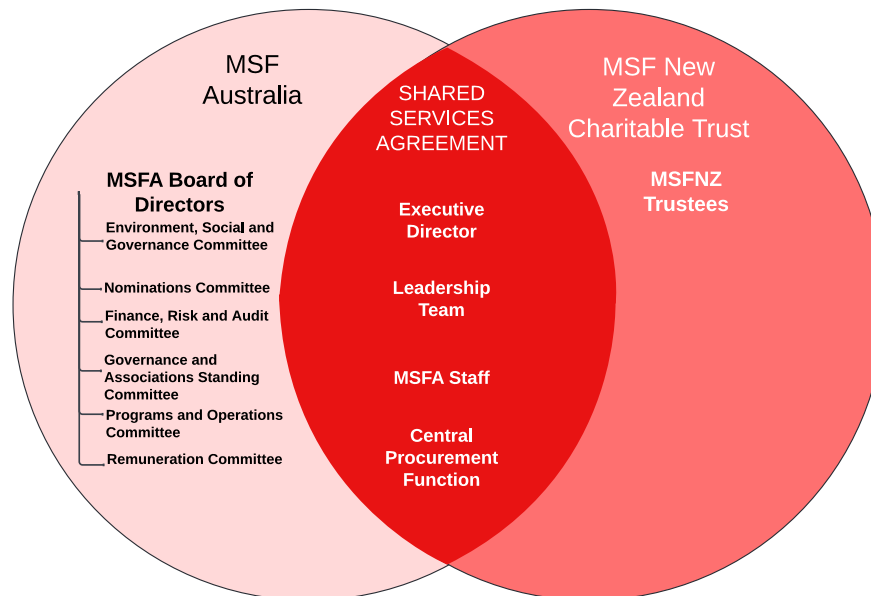 MSF
Australia
MSFA Board of
Directors
Environment, Social and
Governance Committee
Nominations Committee
Finance, Risk and Audit
Committee
Governance and
Associations Standing
Committee
Programs and Operations
Committee
Remuneration Committee
SHARED
SERVICES
AGREEMENT
Executive
Director
Leadership
Team
MSFA Staff
Central
Procurement
Function
MSF New
Zealand
Charitable Trust
MSFNZ
Trustees